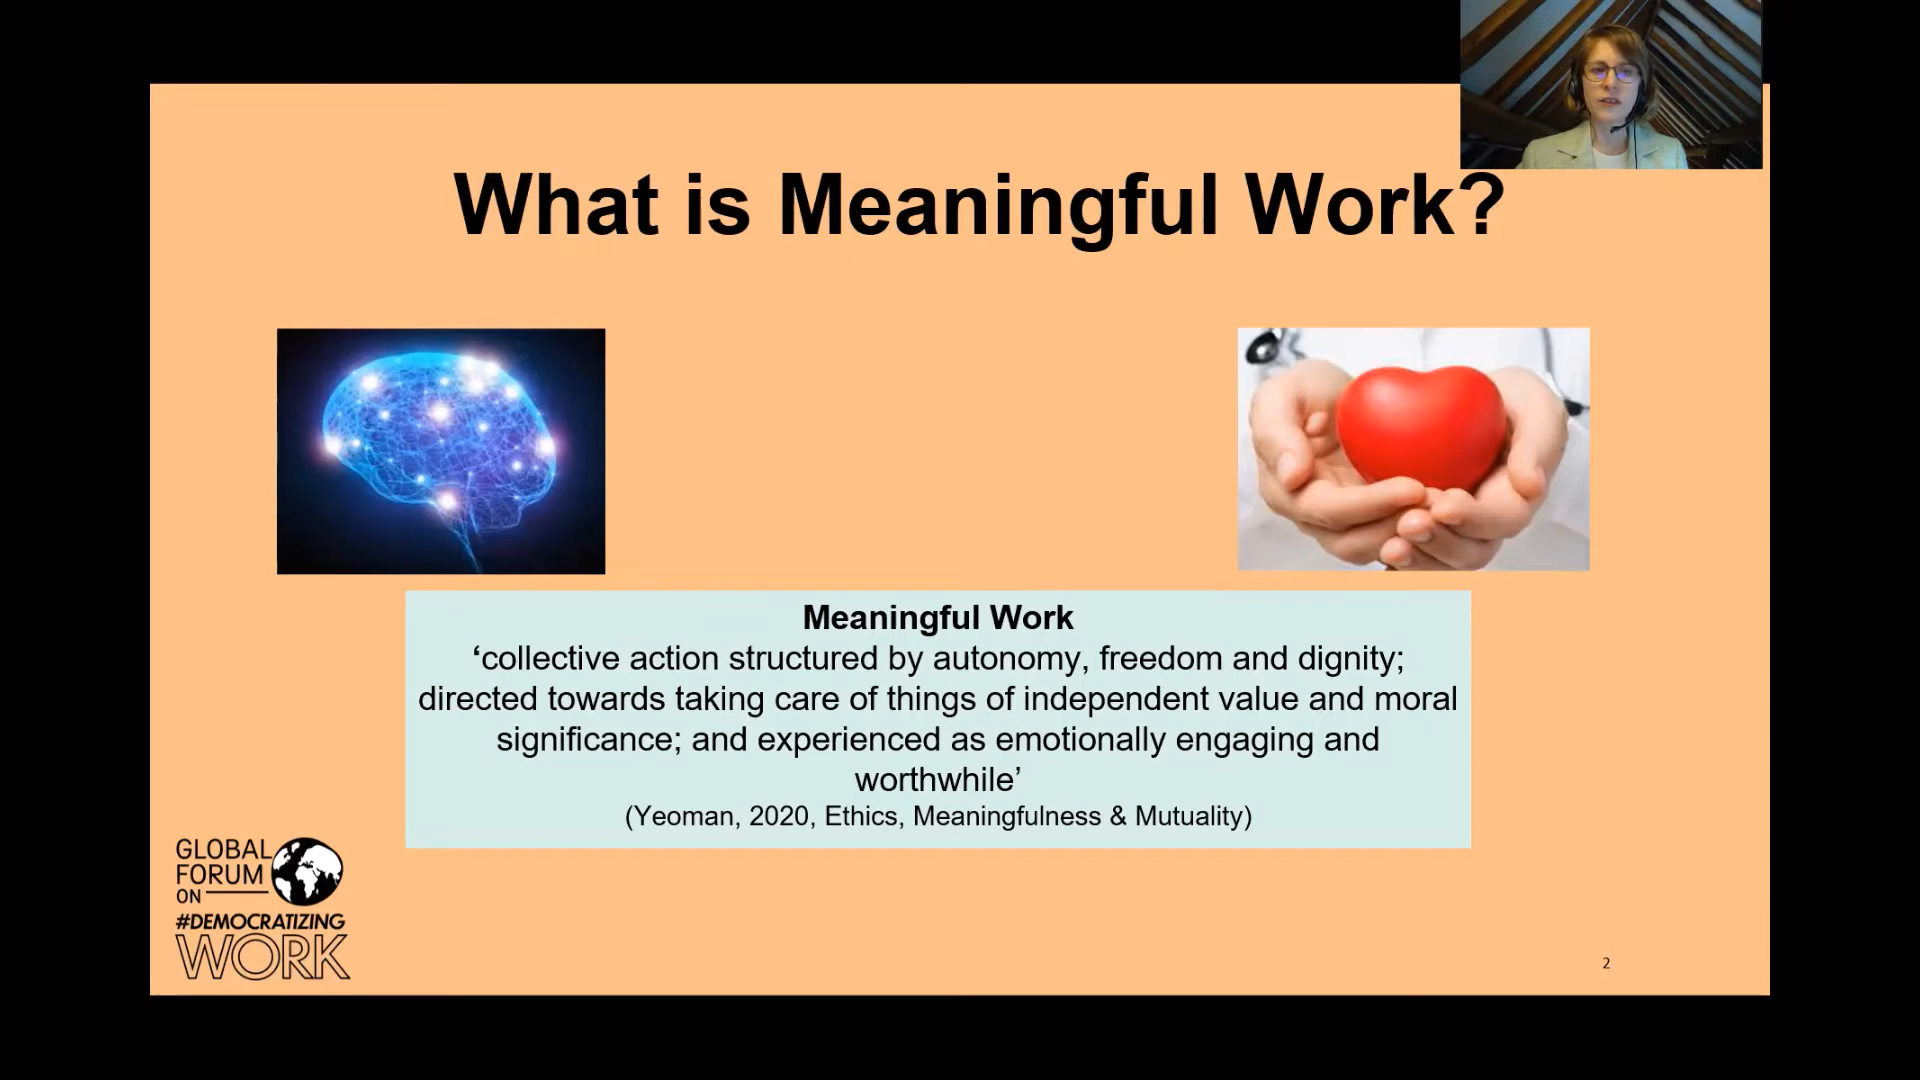 What is Meaningful Work?
Meaningful Work
‘collective action structured by autonomy, freedom and dignity;
directed towards taking care of things of independent value and moral
significance; and experienced as emotionally engaging and
worthwhile’
(Yeoman, 2020, Ethics, Meaningfulness & Mutuality)
GLOBAL
FORUM
ON
#DEMOCRATIZING
WORK
2